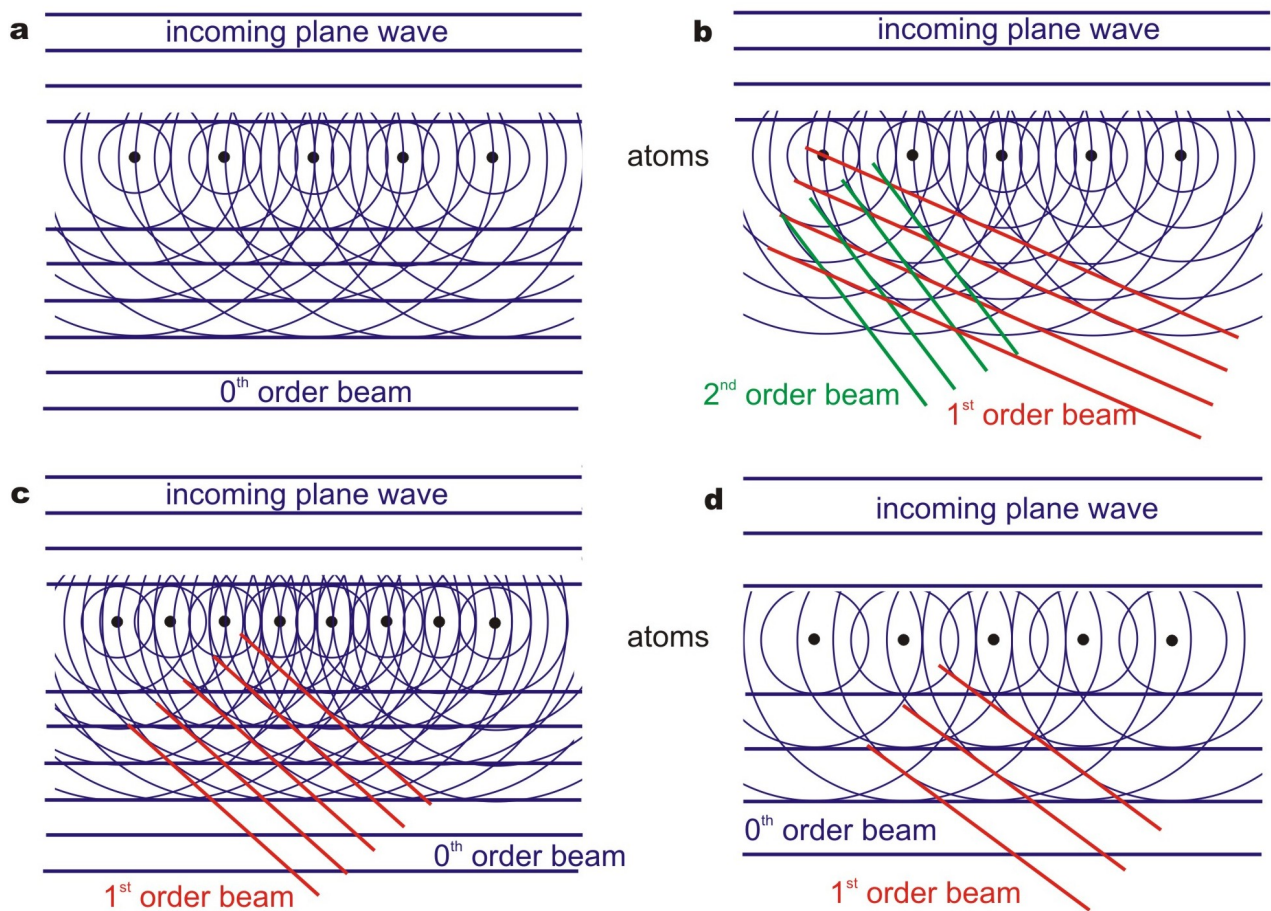 a
incoming plane wave
0th order beam
b
incoming plane wave
atoms
2nd order beam
1st order beam
c
incoming plane wave
0th order beam
1st order beam
d
incoming plane wave
atoms
0th order beam
1st order beam